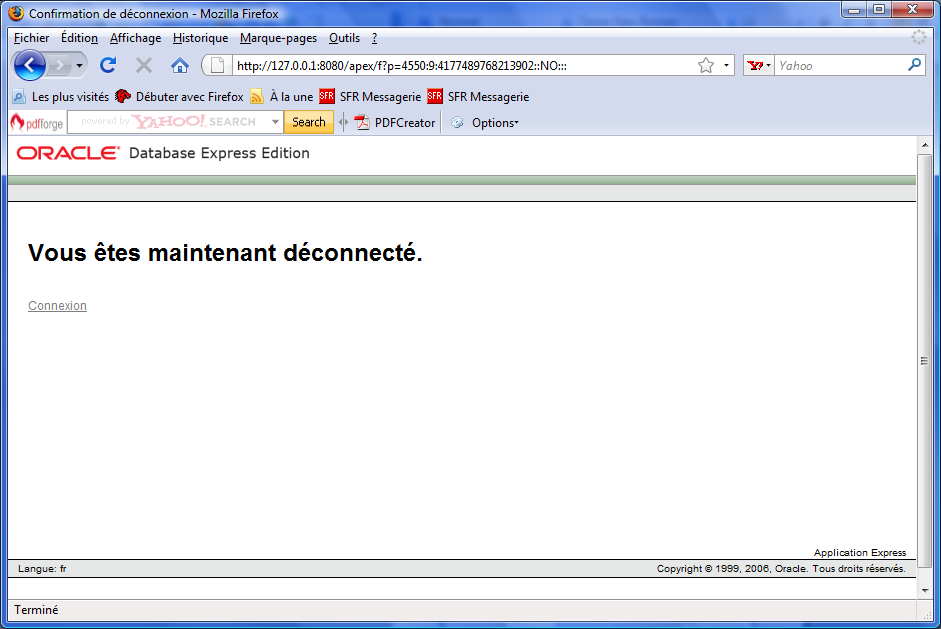 Confirmation de déconnexion - Mozilla Firefox
Fichier Édition Affichage Historique Marque-pages Outils ?
http://127.0.0.1:8080/apex/f?p=4550:9:4177489768213902::NO::: Yahoo
Les plus visités Débuter avec Firefox À la une SFR SFR Messagerie SFR SFR Messagerie
pdfforge powered by YAHOO! SEARCH Search PDFCreator Options
ORACLE Database Express Edition
Vous êtes maintenant déconnecté.
Connexion
Application Express
Langue: fr Copyright © 1999, 2006, Oracle. Tous droits réservés.
Terminé